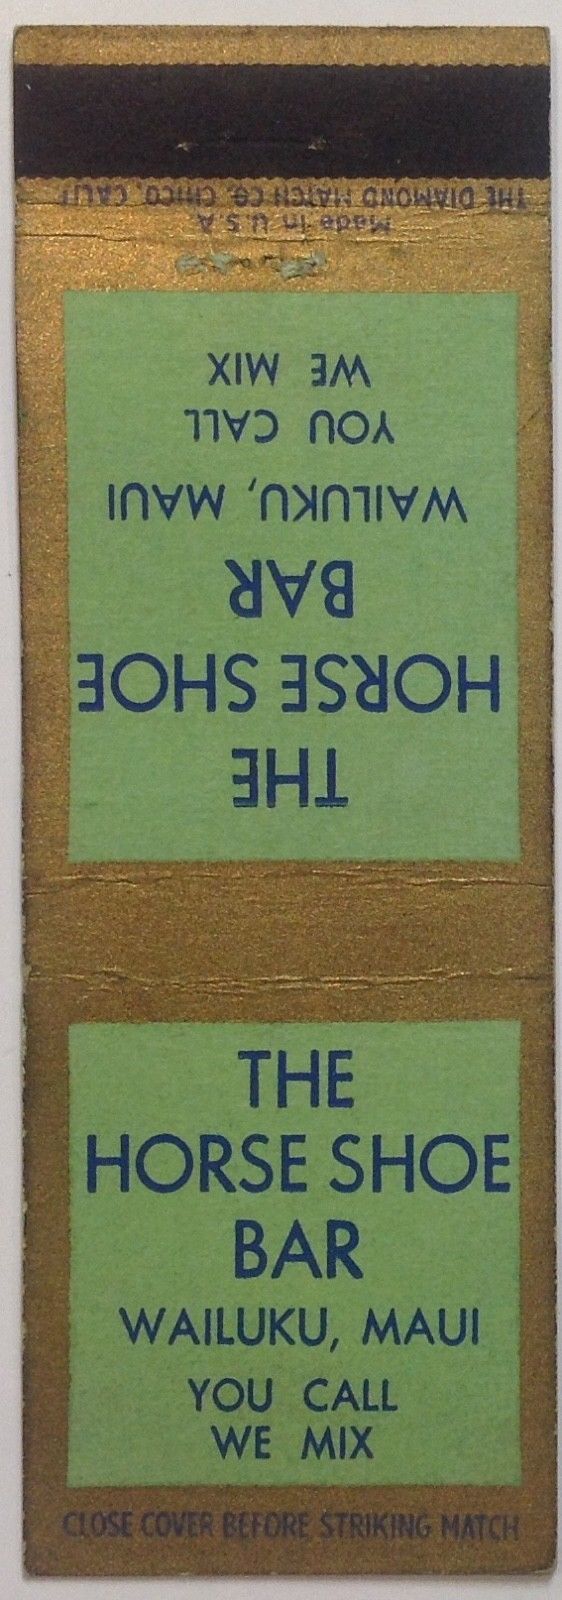 THE DIAMOND MATCH CO. CHICO, CALIF
Made in U.S.A.
WE MIX
YOU CALL
WAILUKU, MAUI
BAR
HORSE SHOE
THE
THE
HORSE SHOE
BAR
WAILUKU, MAUI
YOU CALL
WE MIX
CLOSE COVER BEFORE STRIKING MATCH